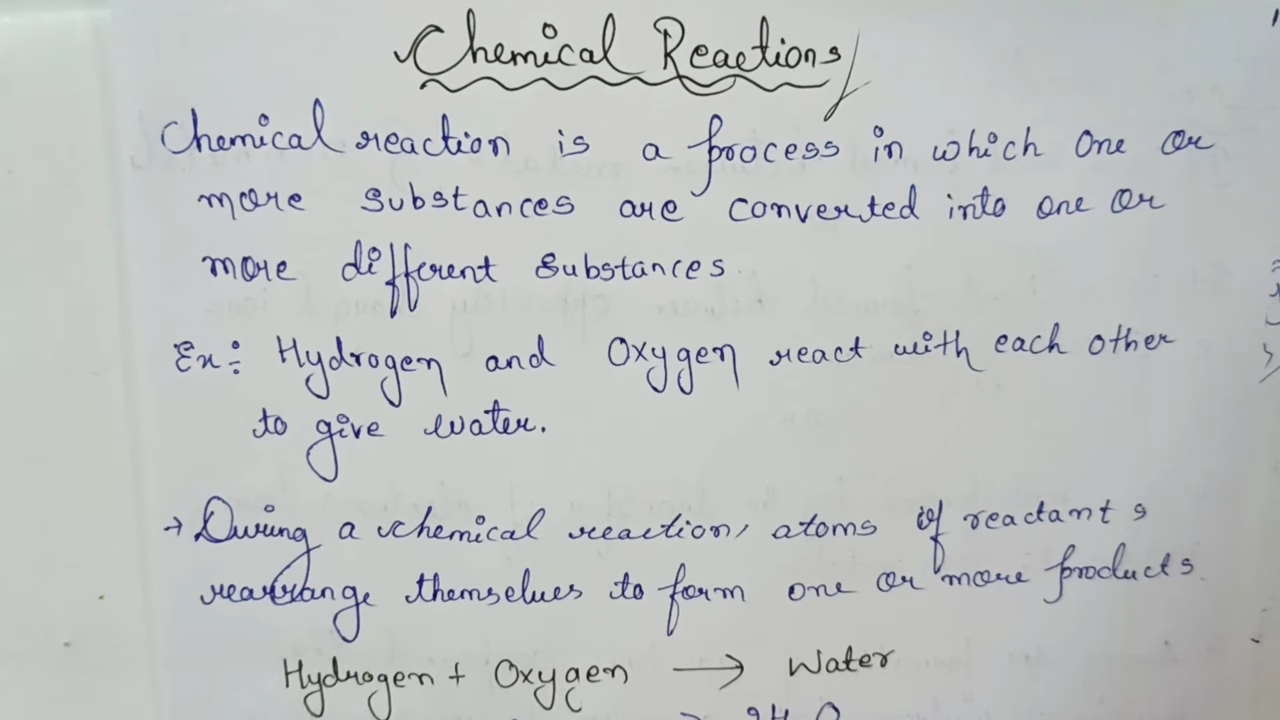 Chemical Reactions
Chemical reaction is a process in which One or
more substances are converted into one or
more different substances.
Ex: Hydrogen and Oxygen react with each other
to give water.
→ During a chemical reaction, atoms of reactants
rearrange themselves to form one or more products
Hydrogen + Oxygen → Water
→ 2H₂O